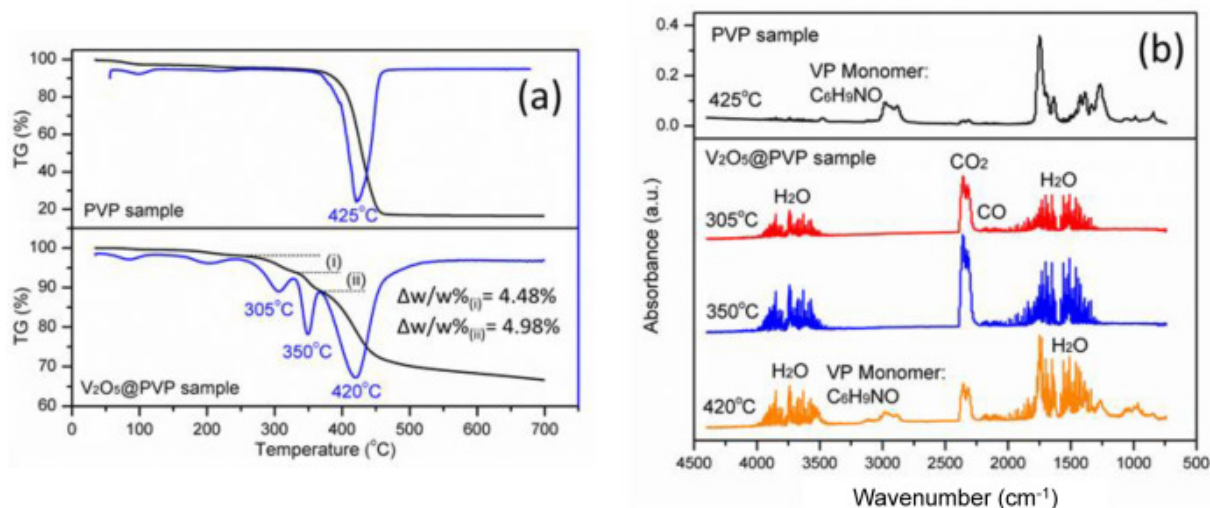 (a)
TG (%)
100
80
60
40
20
PVP sample
425°C
TG (%)
100
90
80
70
60
(i)
(ii)
305°C
350°C
420°C
Δw/w%(i)= 4.48%
Δw/w%(ii)= 4.98%
V₂O₅@PVP sample
0 100 200 300 400 500 600 700
Temperature (°C)
(b)
0.4
0.2
0.0
PVP sample
VP Monomer:
C₆H₉NO
425°C
V₂O₅@PVP sample
CO₂
H₂O
H₂O
305°C
CO
350°C
H₂O
VP Monomer:
C₆H₉NO
H₂O
420°C
Absorbance (a.u.)
4500 4000 3500 3000 2500 2000 1500 1000 500
Wavenumber (cm⁻¹)